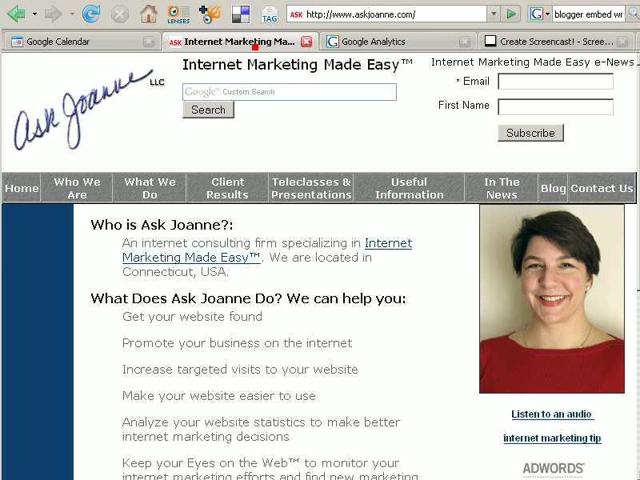 LENSES
TAG
ASK http://www.askjoanne.com/
blogger embed wr
Google Calendar
ASK Internet Marketing Ma...
Google Analytics
Create Screencast! - Scree...
Ask Joanne LLC
Internet Marketing Made Easy™
Google™ Custom Search
Search
Internet Marketing Made Easy e-News
* Email
First Name
Subscribe
Home
Who We Are
What We Do
Client Results
Teleclasses & Presentations
Useful Information
In The News
Blog
Contact Us
Who is Ask Joanne?:
An internet consulting firm specializing in Internet
Marketing Made Easy™. We are located in
Connecticut, USA.
What Does Ask Joanne Do? We can help you:
Get your website found
Promote your business on the internet
Increase targeted visits to your website
Make your website easier to use
Analyze your website statistics to make better
internet marketing decisions
Keep your Eyes on the Web™ to monitor your
internet marketing efforts and find new marketing
Listen to an audio
internet marketing tip
ADWORDS